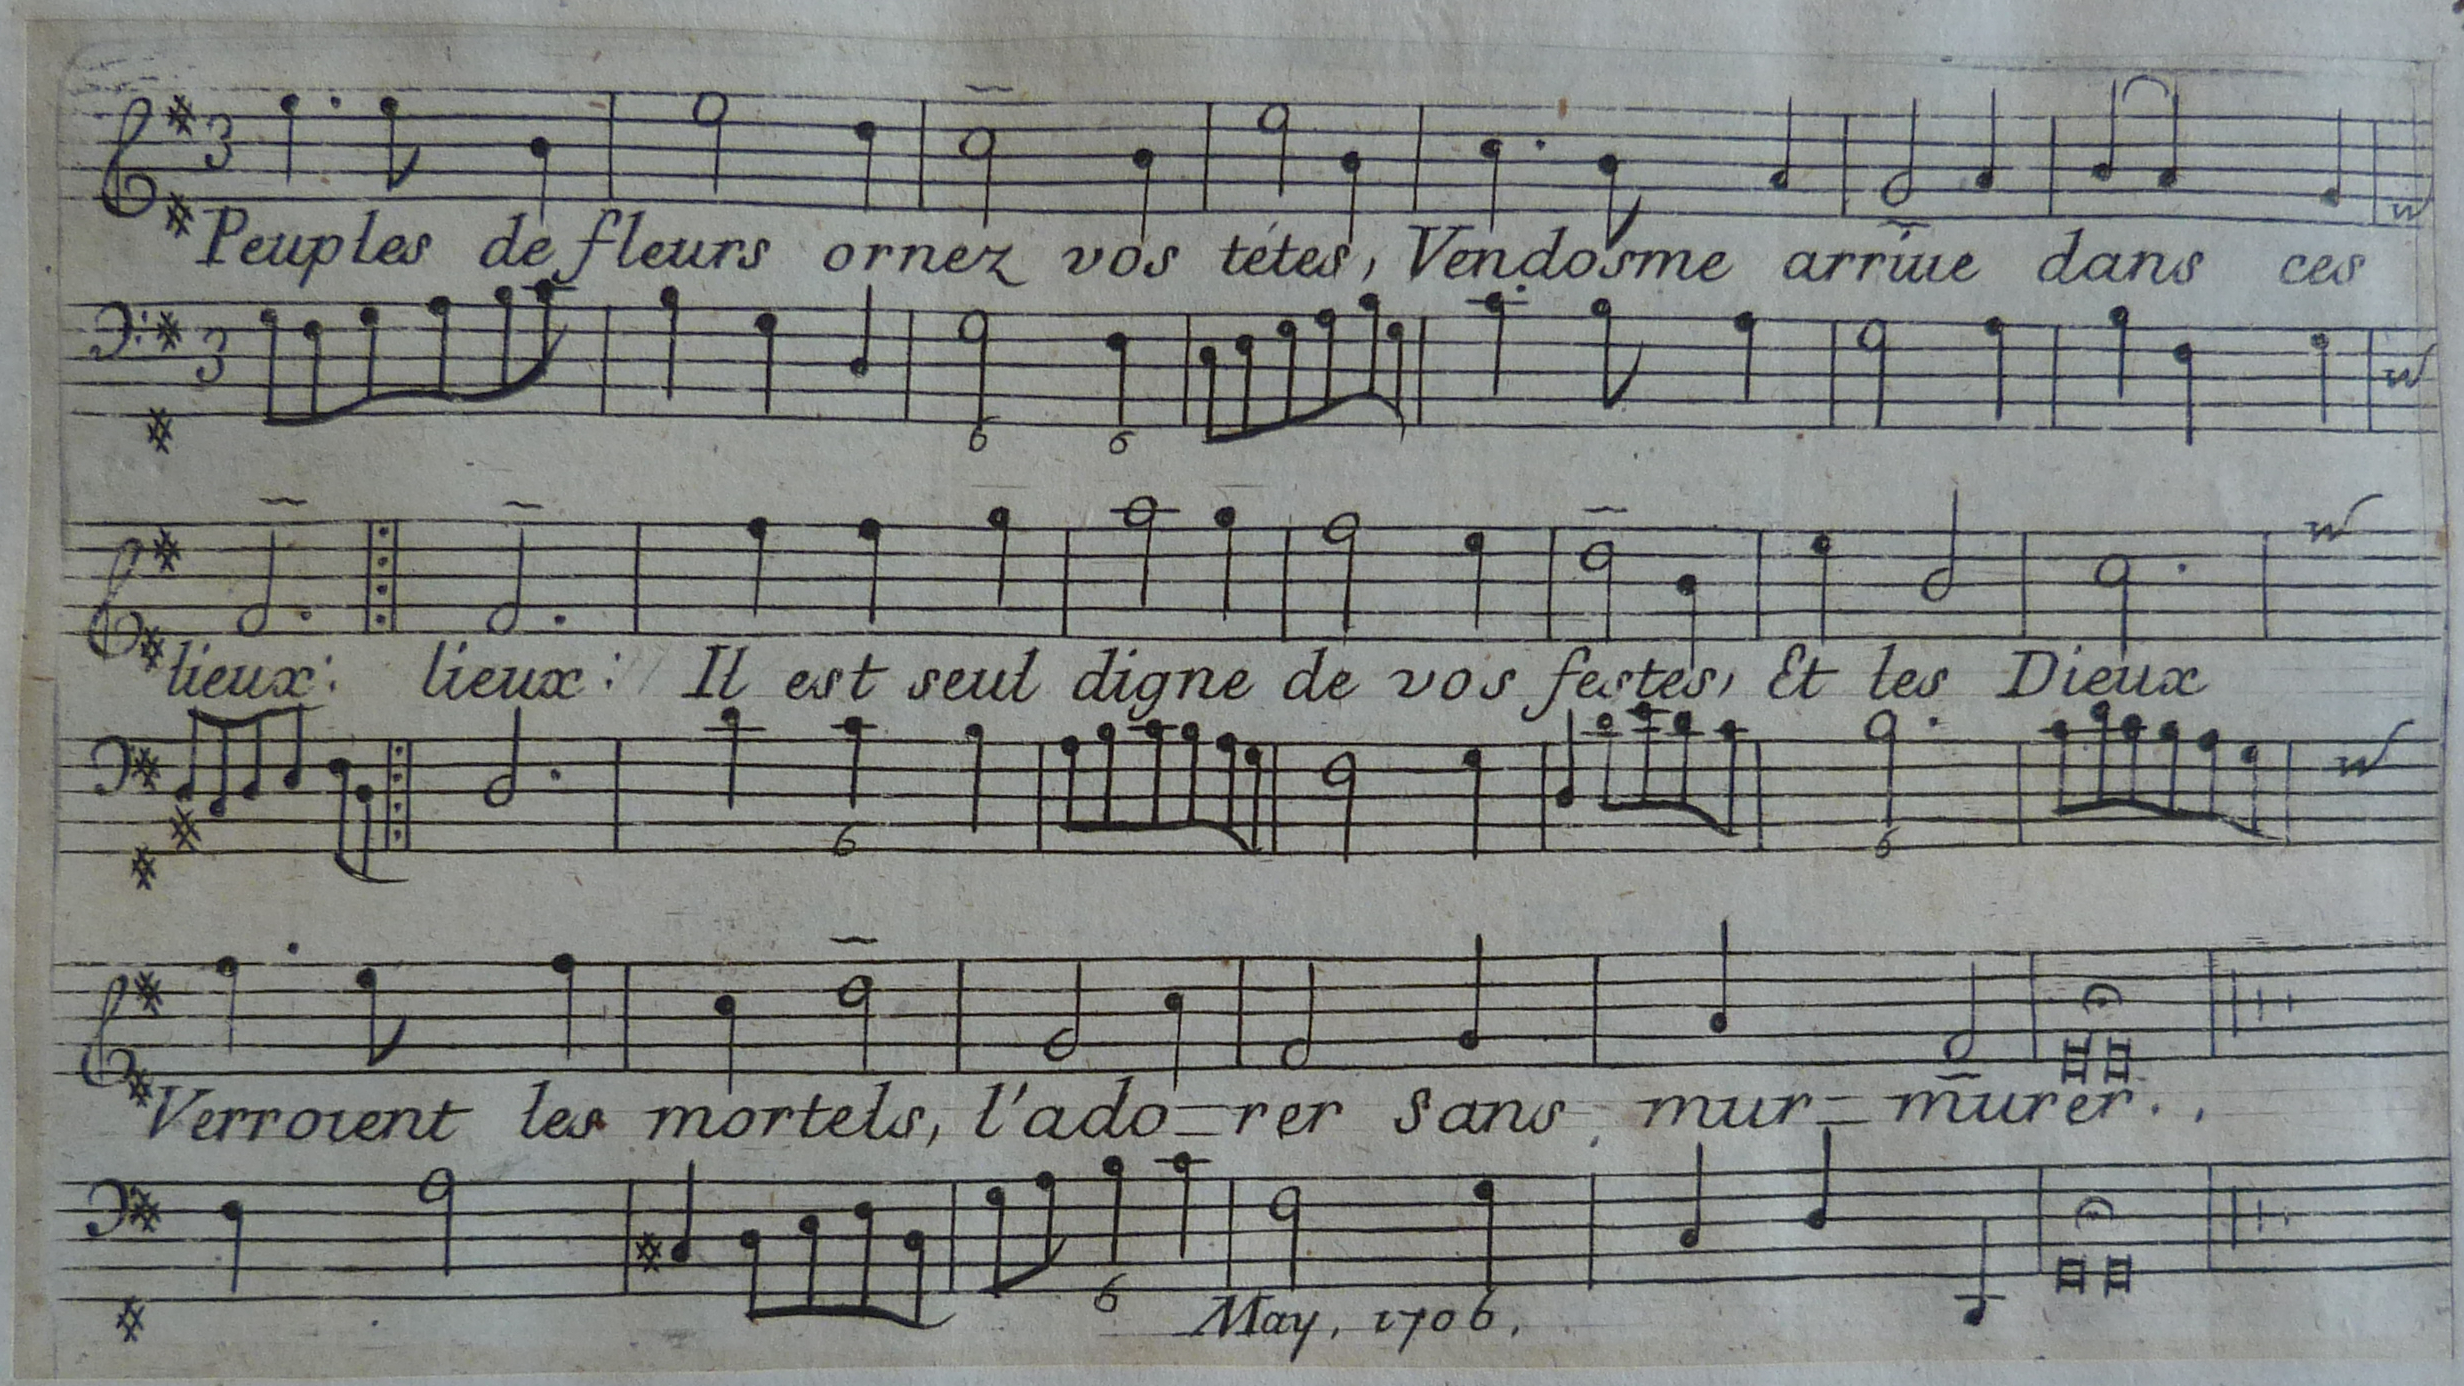 3
Peuples de fleurs ornez vos tétes, Vendosme arriue dans ces
3
6 6
lieux: lieux: Il est seul digne de vos festes, Et les Dieux
6 6
Verroient les mortels, l'ado_rer sans mur_murer.
6
May, 1706.